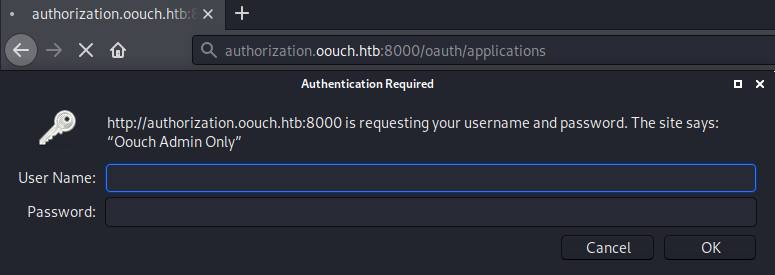 authorization.oouch.htb:8
authorization.oouch.htb:8000/oauth/applications
Authentication Required
http://authorization.oouch.htb:8000 is requesting your username and password. The site says:
“Oouch Admin Only”
User Name:
Password:
Cancel
OK